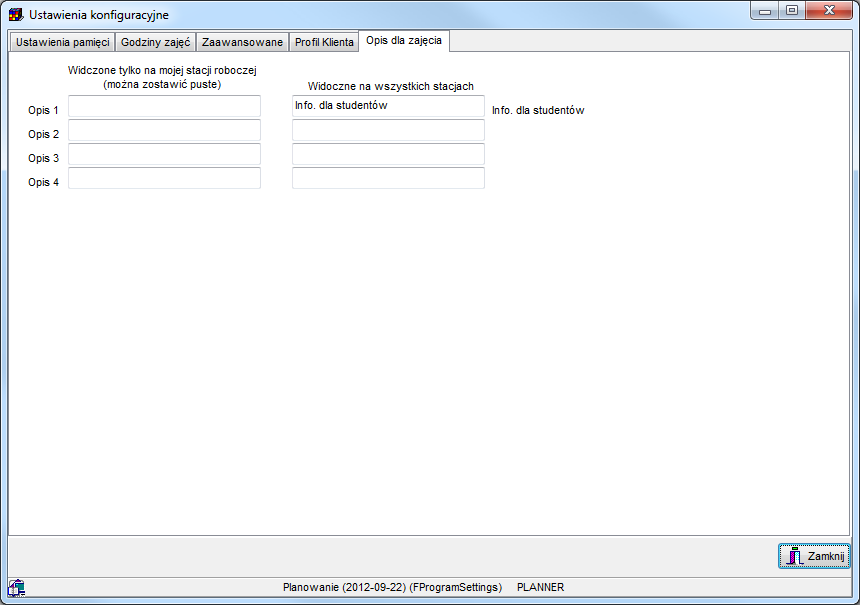 Ustawienia konfiguracyjne
Ustawienia pamięci Godziny zajęć Zaawansowane Profil Klienta Opis dla zajęcia
Widczone tylko na mojej stacji roboczej
(można zostawić puste)
Widoczne na wszystkich stacjach
Opis 1 Info. dla studentów Info. dla studentów
Opis 2
Opis 3
Opis 4
Zamknij
Planowanie (2012-09-22) (FProgramSettings) PLANNER